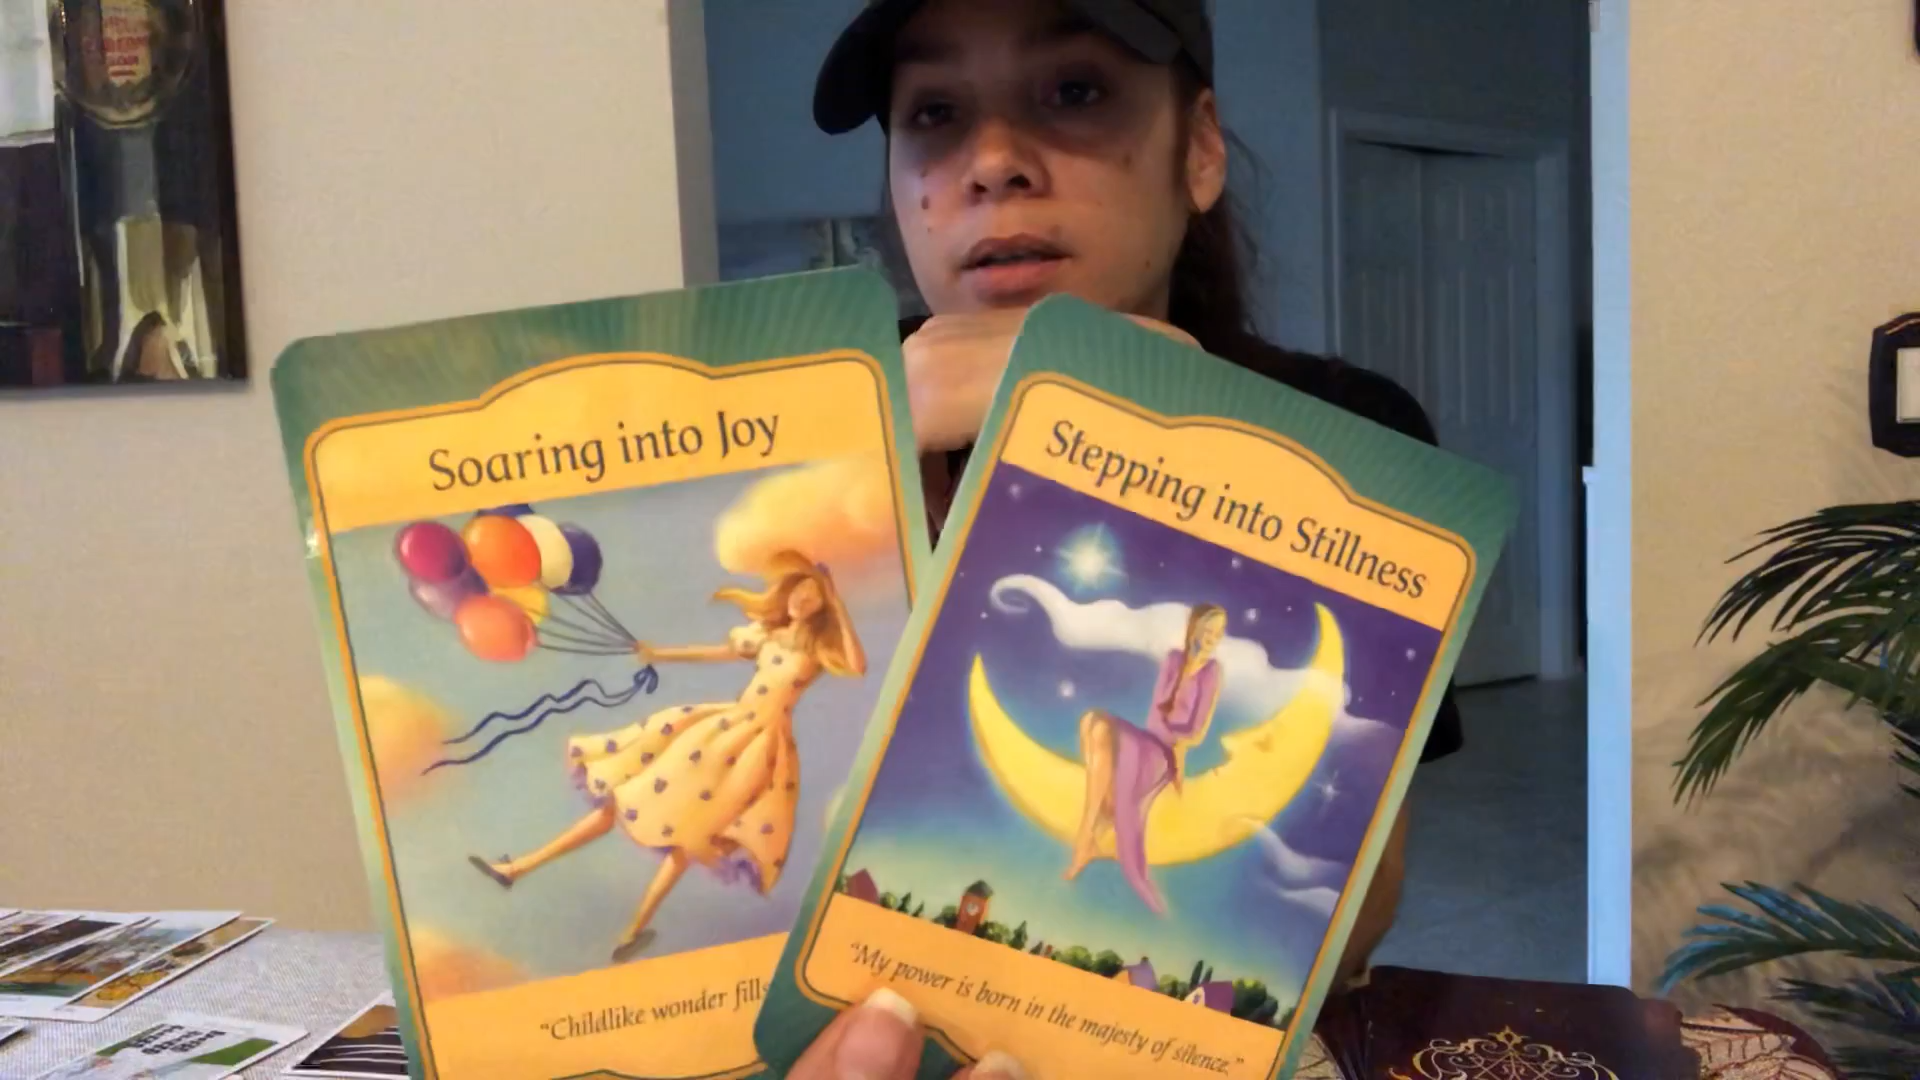 Soaring into Joy
Stepping into Stillness
"Childlike wonder fills
"My power is born in the majesty of silence."